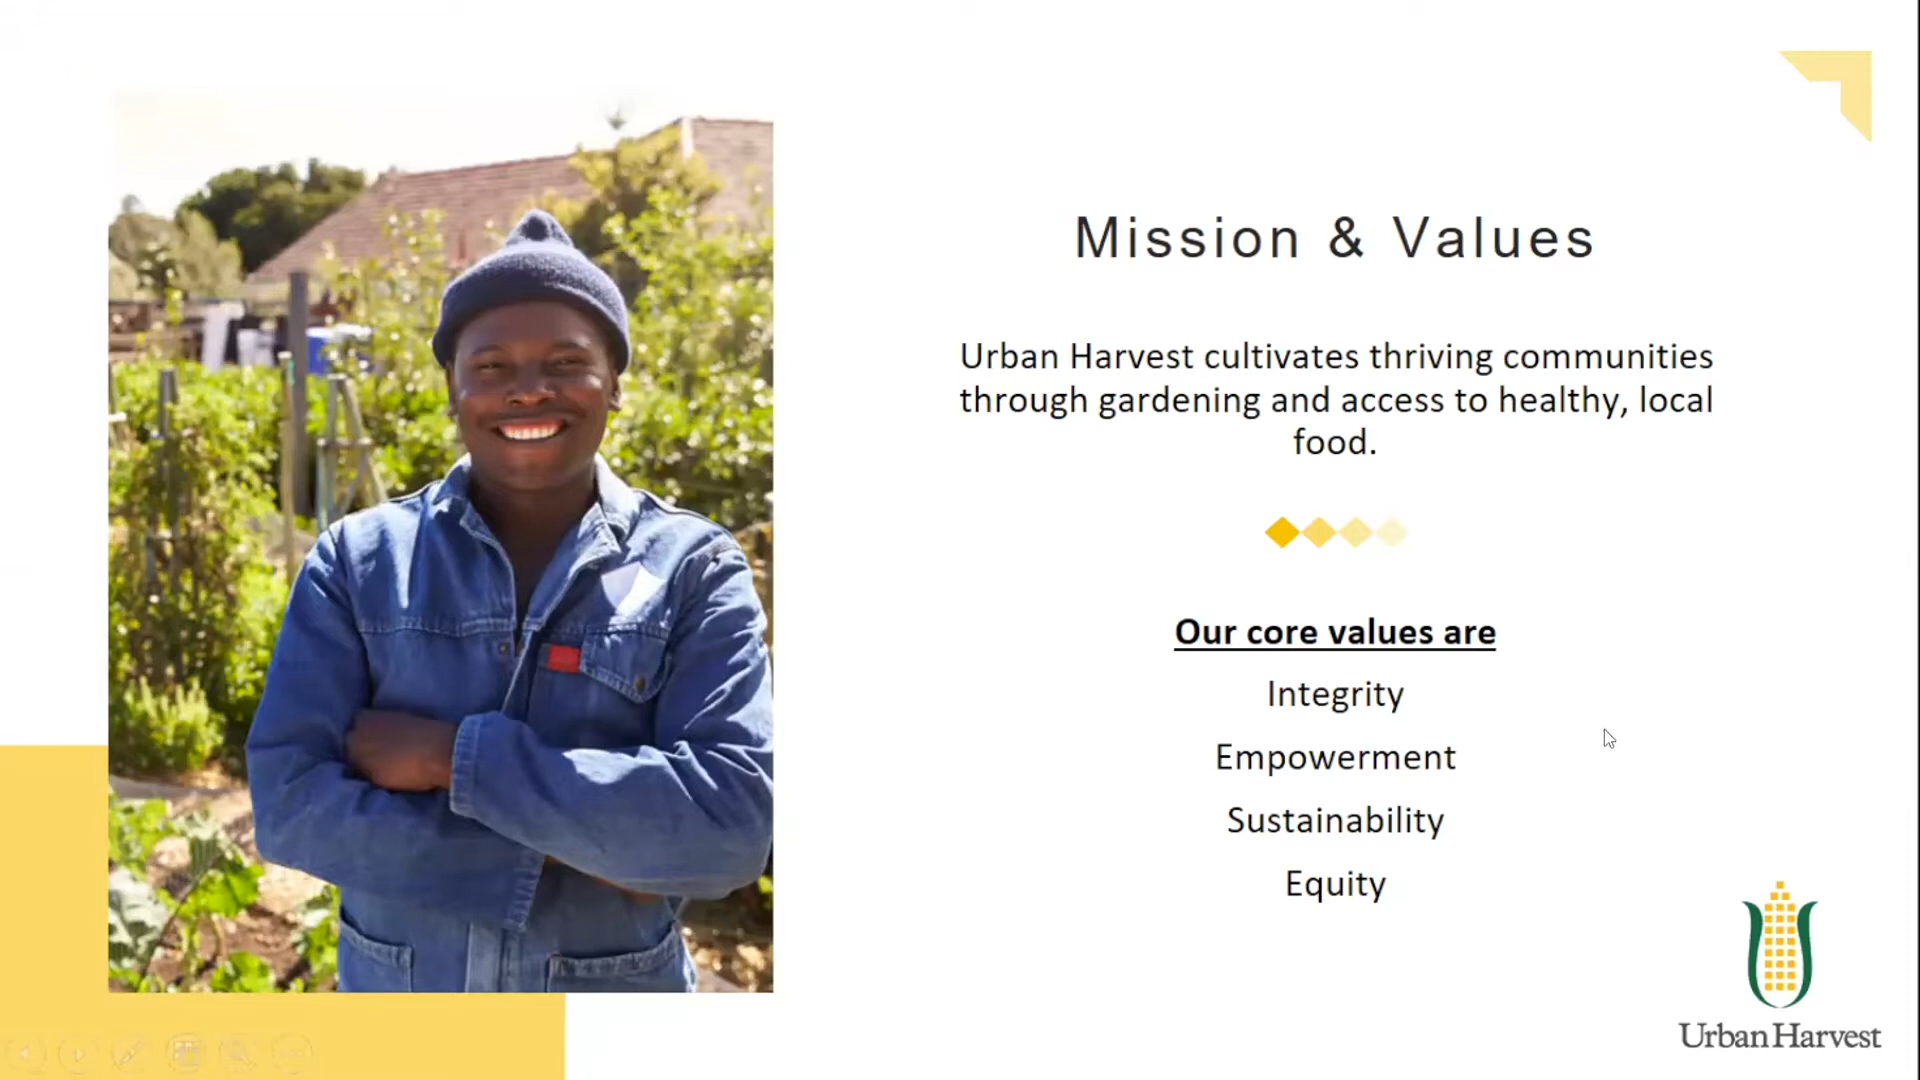 Mission & Values
Urban Harvest cultivates thriving communities
through gardening and access to healthy, local
food.
Our core values are
Integrity
Empowerment
Sustainability
Equity
Urban Harvest